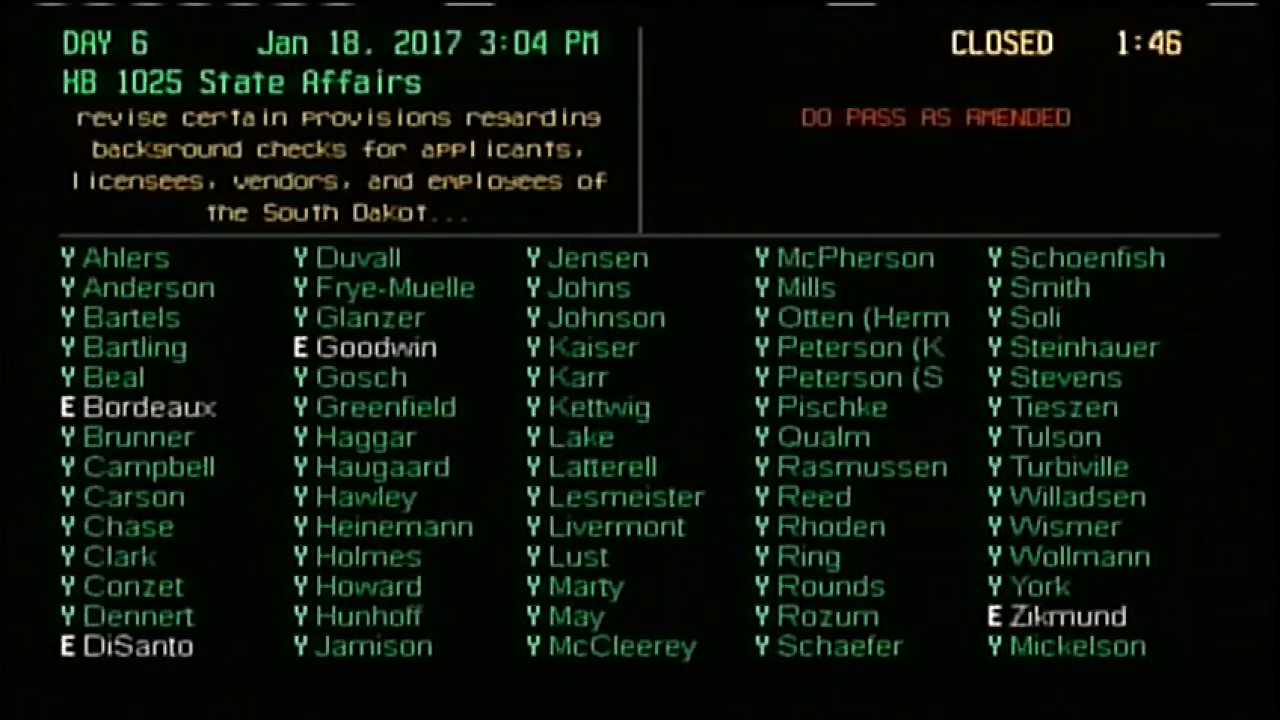 DAY 6 Jan 18, 2017 3:04 PM CLOSED 1:46
HB 1025 State Affairs
revise certain provisions regarding
background checks for applicants,
licensees, vendors, and employees of
the South Dakot...
DO PASS AS AMENDED
Y Ahlers Y Duvall Y Jensen Y McPherson Y Schoenfish
Y Anderson Y Frye-Muelle Y Johns Y Mills Y Smith
Y Bartels Y Glanzer Y Johnson Y Otten (Herm Y Soli
Y Bartling E Goodwin Y Kaiser Y Peterson (K Y Steinhauer
Y Beal Y Gosch Y Karr Y Peterson (S Y Stevens
E Bordeaux Y Greenfield Y Kettwig Y Pischke Y Tieszen
Y Brunner Y Haggar Y Lake Y Qualm Y Tulson
Y Campbell Y Haugaard Y Latterell Y Rasmussen Y Turbiville
Y Carson Y Hawley Y Lesmeister Y Reed Y Willadsen
Y Chase Y Heinemann Y Livermont Y Rhoden Y Wismer
Y Clark Y Holmes Y Lust Y Ring Y Wollmann
Y Conzet Y Howard Y Marty Y Rounds Y York
Y Dennert Y Hunhoff Y May Y Rozum E Zikmund
E DiSanto Y Jamison Y McCleerey Y Schaefer Y Mickelson